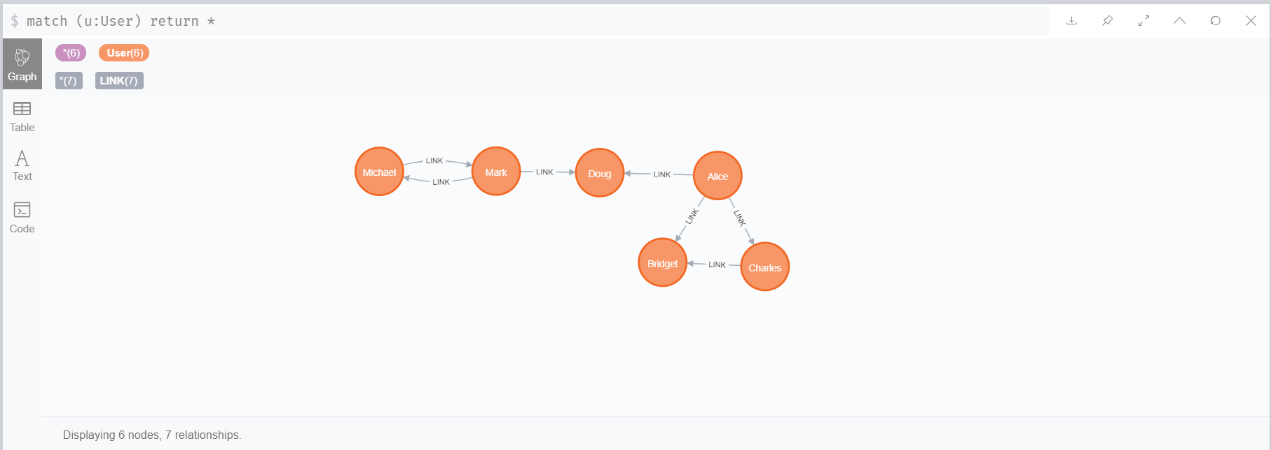 $ match (u:User) return *
*(6) User(6)
*(7) LINK(7)
Graph
Table
Text
Code
Michael
LINK
LINK
Mark
LINK
Doug
LINK
Alice
LINK
LINK
Bridget
LINK
Charles
Displaying 6 nodes, 7 relationships.